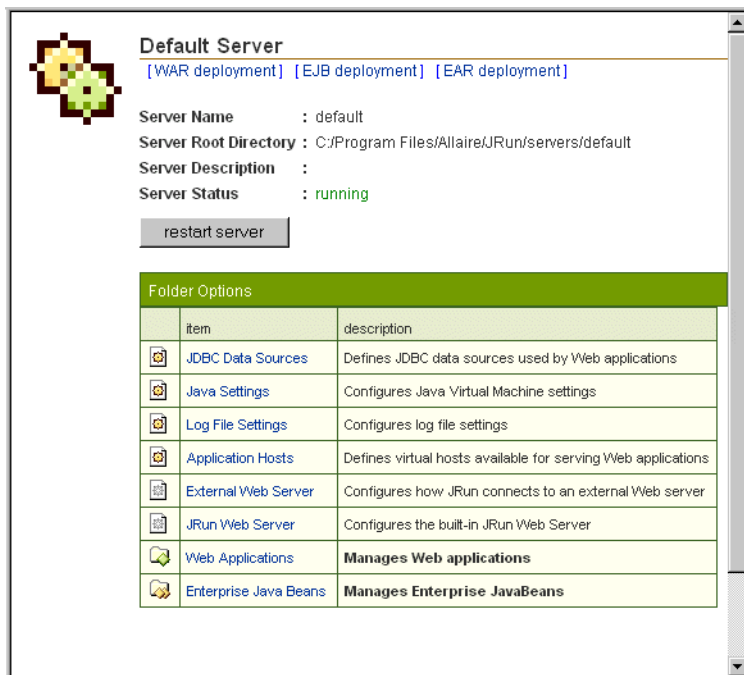 Default Server
[WAR deployment] [EJB deployment] [EAR deployment]
Server Name : default
Server Root Directory : C:/Program Files/Allaire/JRun/servers/default
Server Description :
Server Status : running
restart server
Folder Options
item description
JDBC Data Sources Defines JDBC data sources used by Web applications
Java Settings Configures Java Virtual Machine settings
Log File Settings Configures log file settings
Application Hosts Defines virtual hosts available for serving Web applications
External Web Server Configures how JRun connects to an external Web server
JRun Web Server Configures the built-in JRun Web Server
Web Applications Manages Web applications
Enterprise Java Beans Manages Enterprise JavaBeans